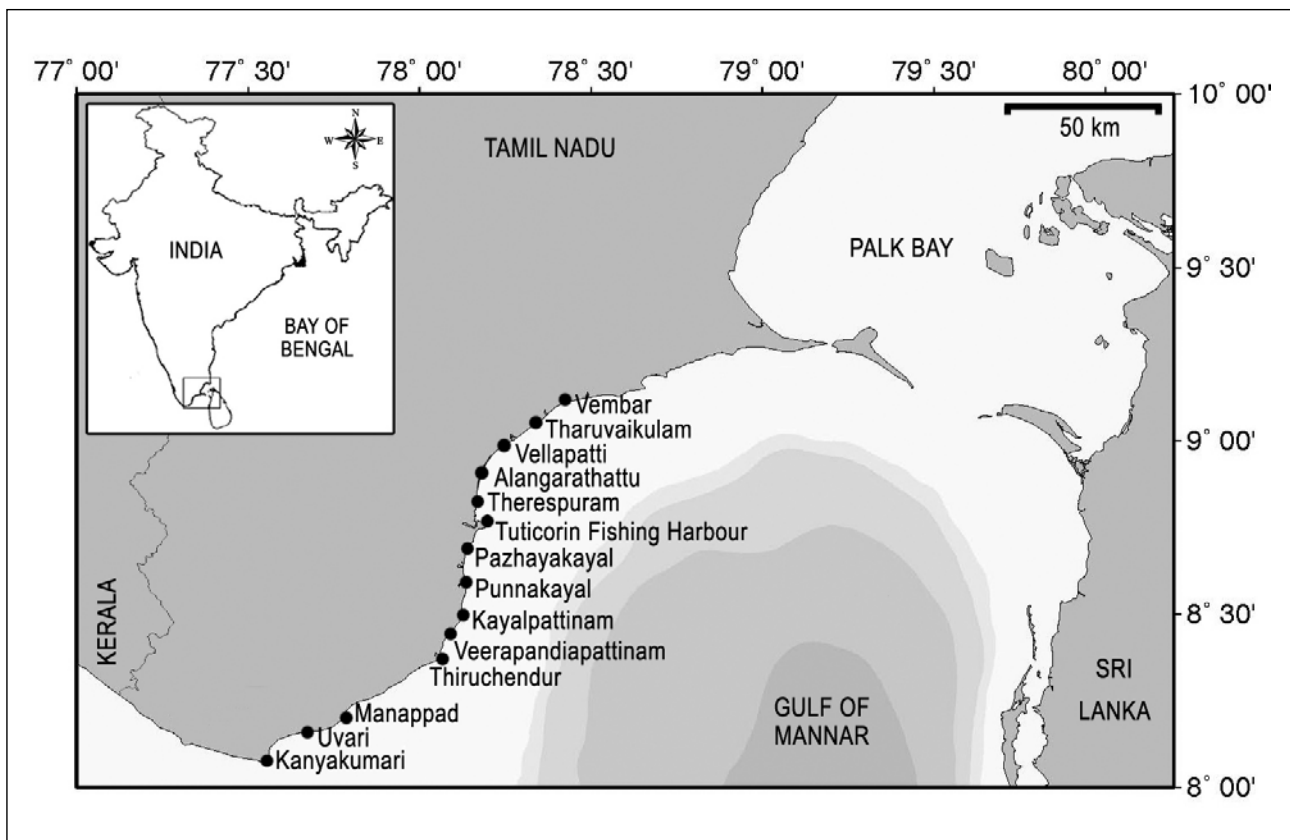 77° 00'
77° 30'
78° 00'
78° 30'
79° 00'
79° 30'
80° 00'
10° 00'
50 km
N
W E
S
TAMIL NADU
INDIA
PALK BAY
9° 30'
BAY OF
BENGAL
Vembar
Tharuvaikulam
9° 00'
Vellapatti
Alangarathattu
Therespuram
Tuticorin Fishing Harbour
Pazhayakayal
Punnakayal
8° 30'
Kayalpattinam
KERALA
Veerapandiapattinam
Thiruchendur
SRI
LANKA
GULF OF
MANNAR
Manappad
Uvari
Kanyakumari
8° 00'